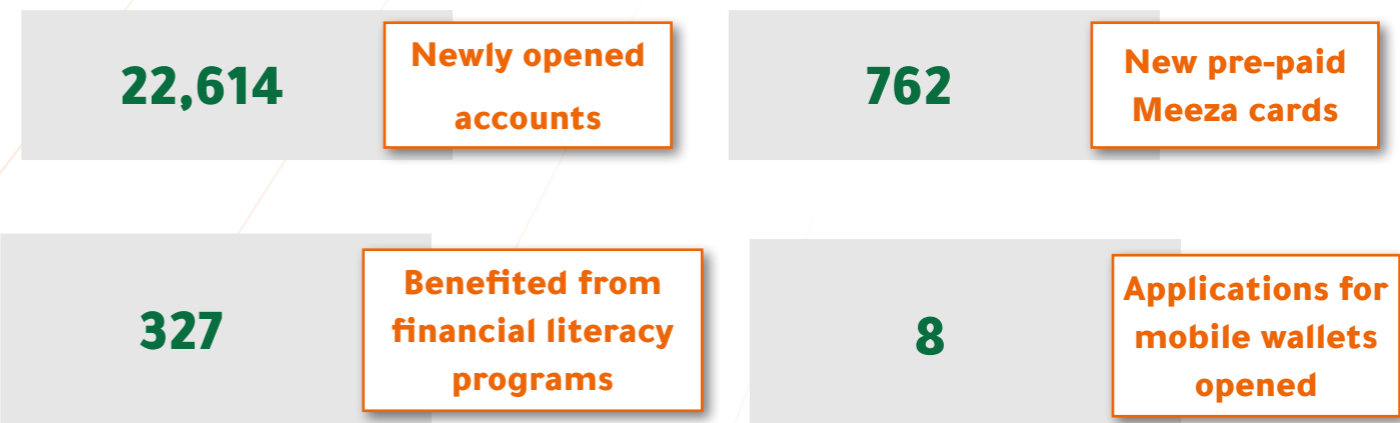 22,614
Newly opened
accounts
762
New pre-paid
Meeza cards
327
Benefited from
financial literacy
programs
8
Applications for
mobile wallets
opened